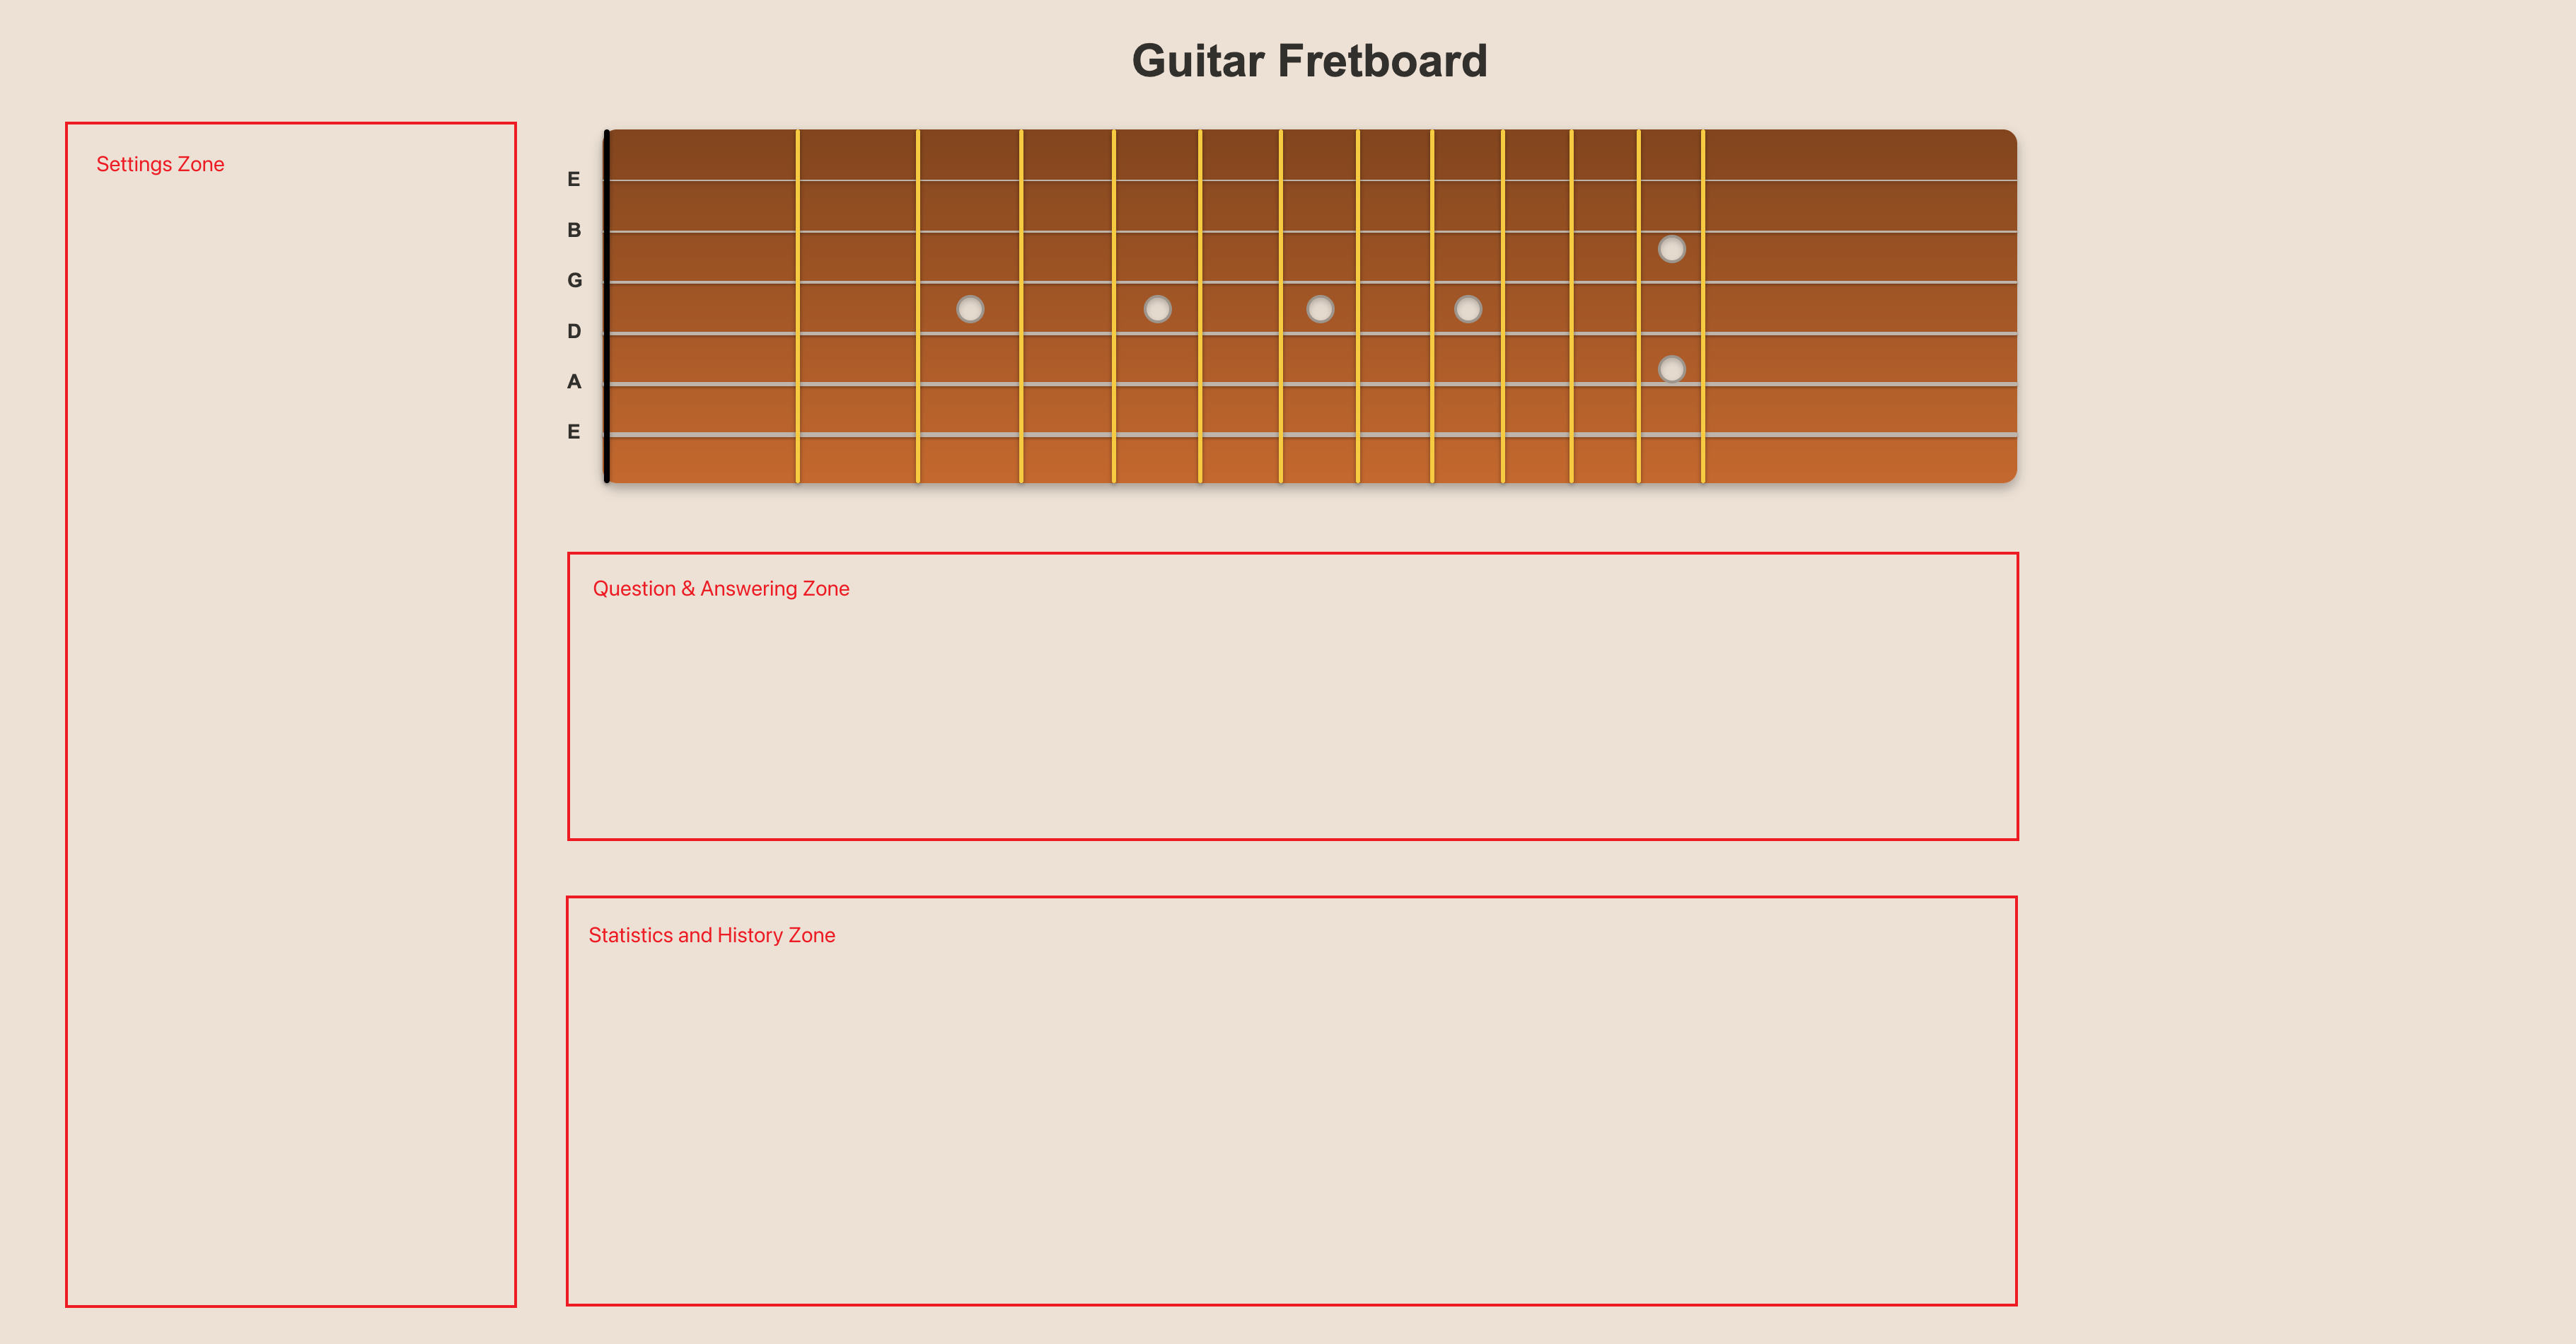 Guitar Fretboard
Settings Zone
E
B
G
D
A
E
Question & Answering Zone
Statistics and History Zone